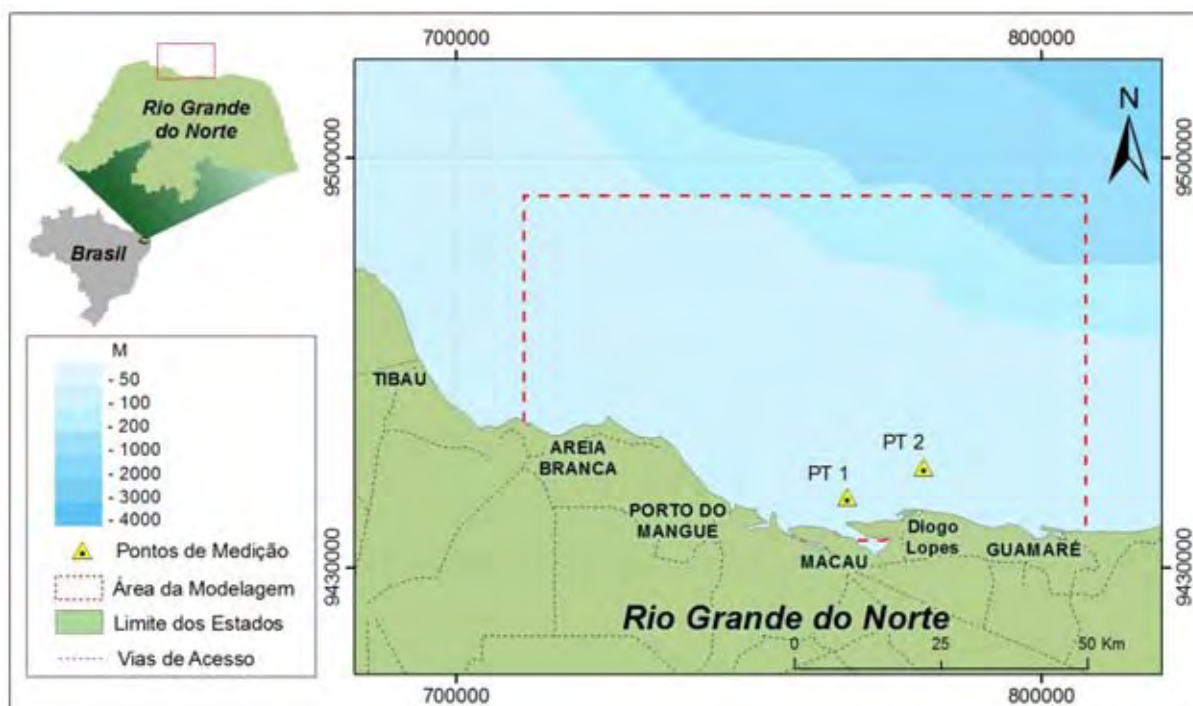 Rio Grande
do Norte
Brasil
M
- 50
- 100
- 200
- 1000
- 2000
- 3000
- 4000
Pontos de Medição
Área da Modelagem
Limite dos Estados
Vias de Acesso
700000
800000
N
9500000
9500000
TIBAU
AREIA
BRANCA
PORTO DO
MANGUE
PT 1
PT 2
MACAU
Diogo
Lopes
GUAMARÉ
9430000
9430000
Rio Grande do Norte
0 25 50 Km
700000
800000